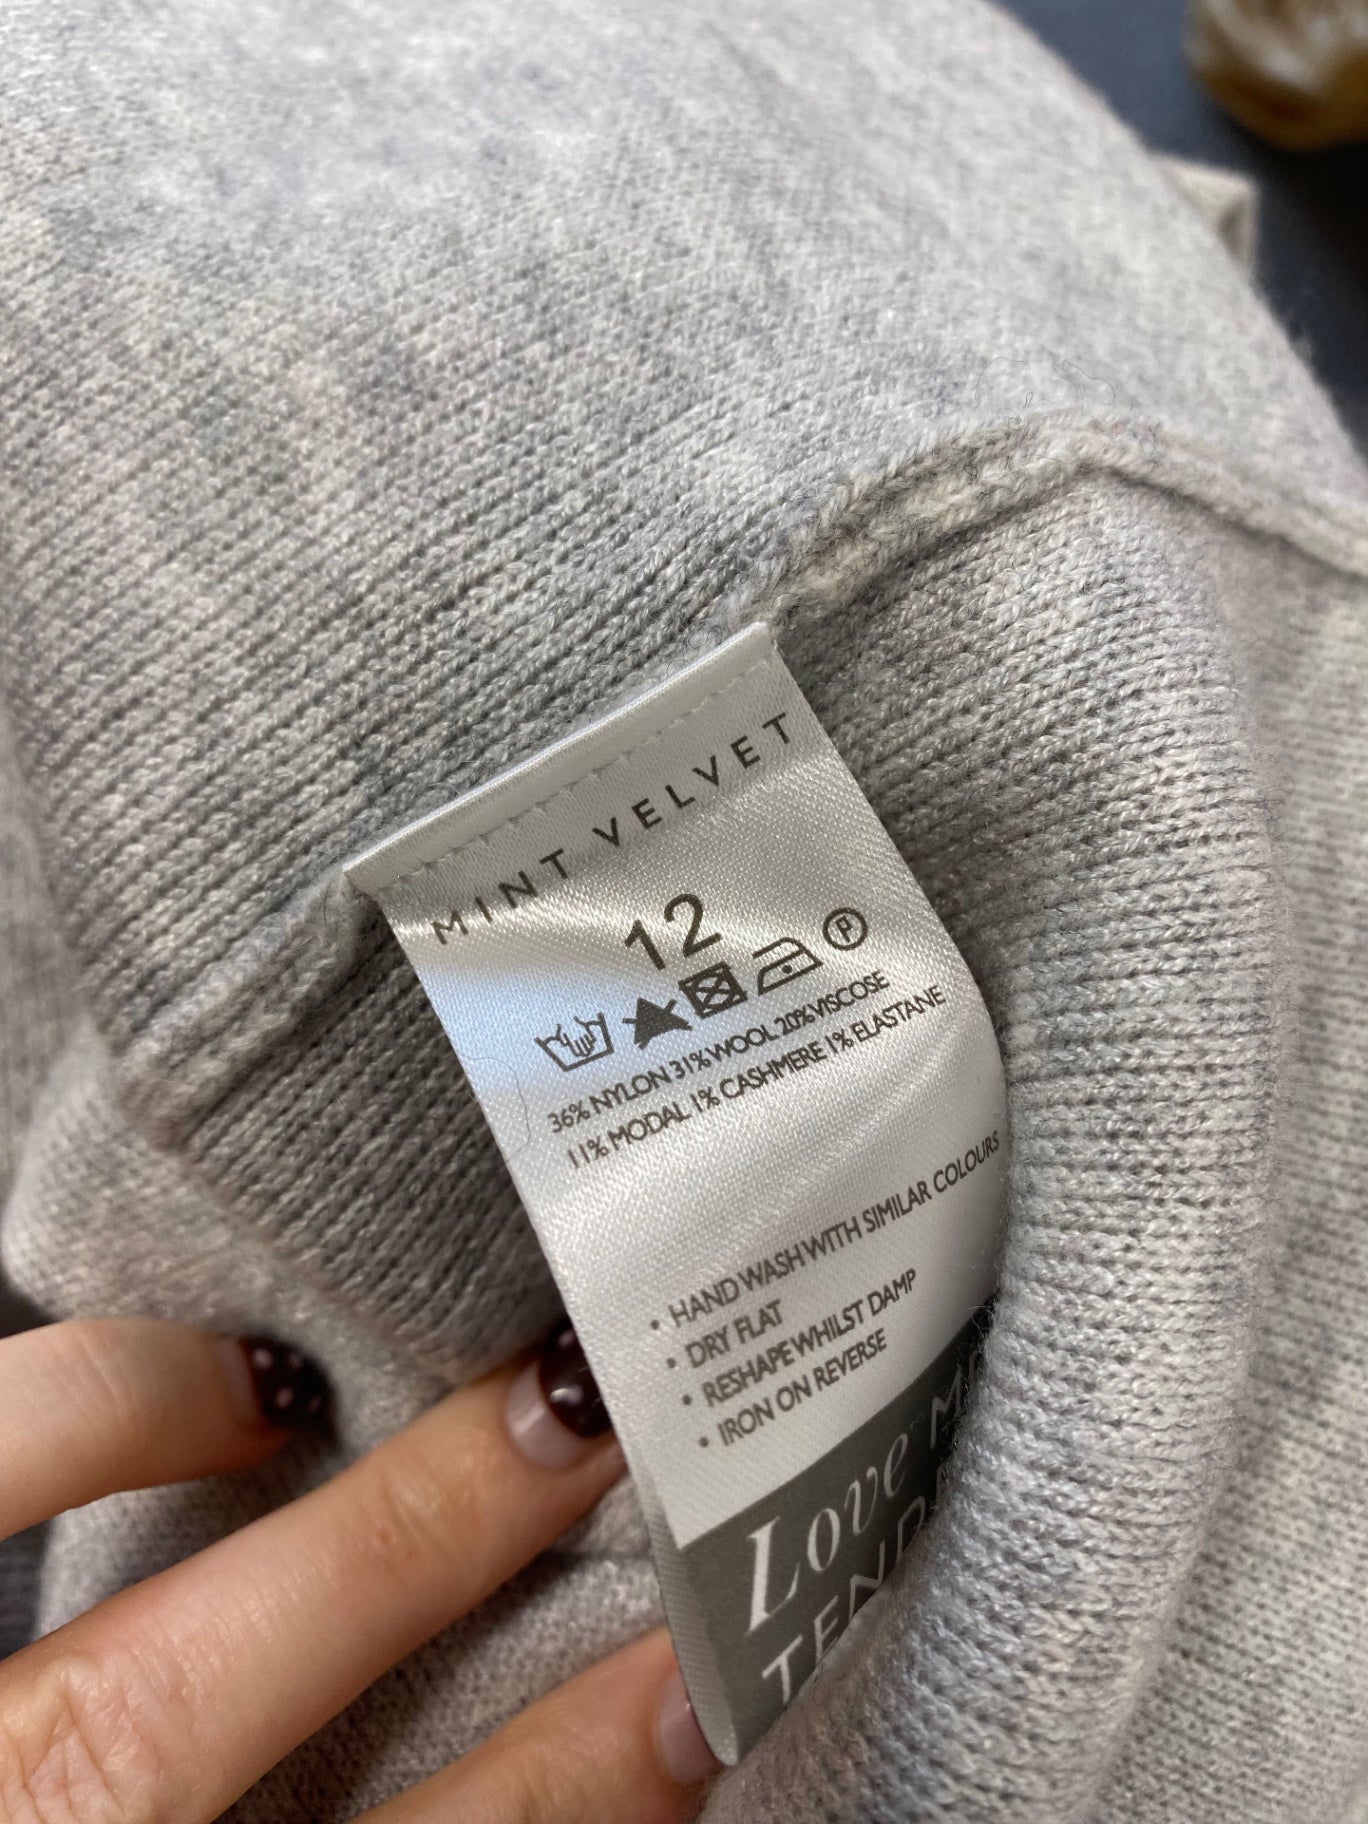 MINT VELVET
12
P
36% NYLON 31% WOOL 20% VISCOSE
11% MODAL 1% CASHMERE 1% ELASTANE
• HAND WASH WITH SIMILAR COLOURS
• DRY FLAT
• RESHAPE WHILST DAMP
• IRON ON REVERSE
Love